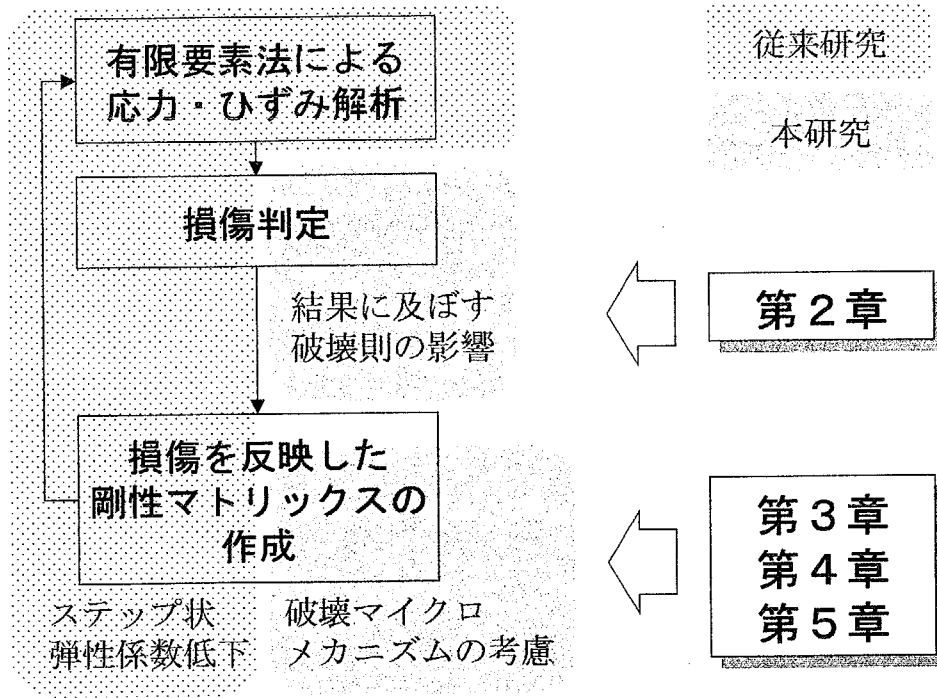 有限要素法による
応力・ひずみ解析
損傷判定
結果に及ぼす
破壊則の影響
損傷を反映した
剛性マトリックスの
作成
ステップ状
弾性係数低下
破壊マイクロ
メカニズムの考慮
従来研究
本研究
第2章
第3章
第4章
第5章